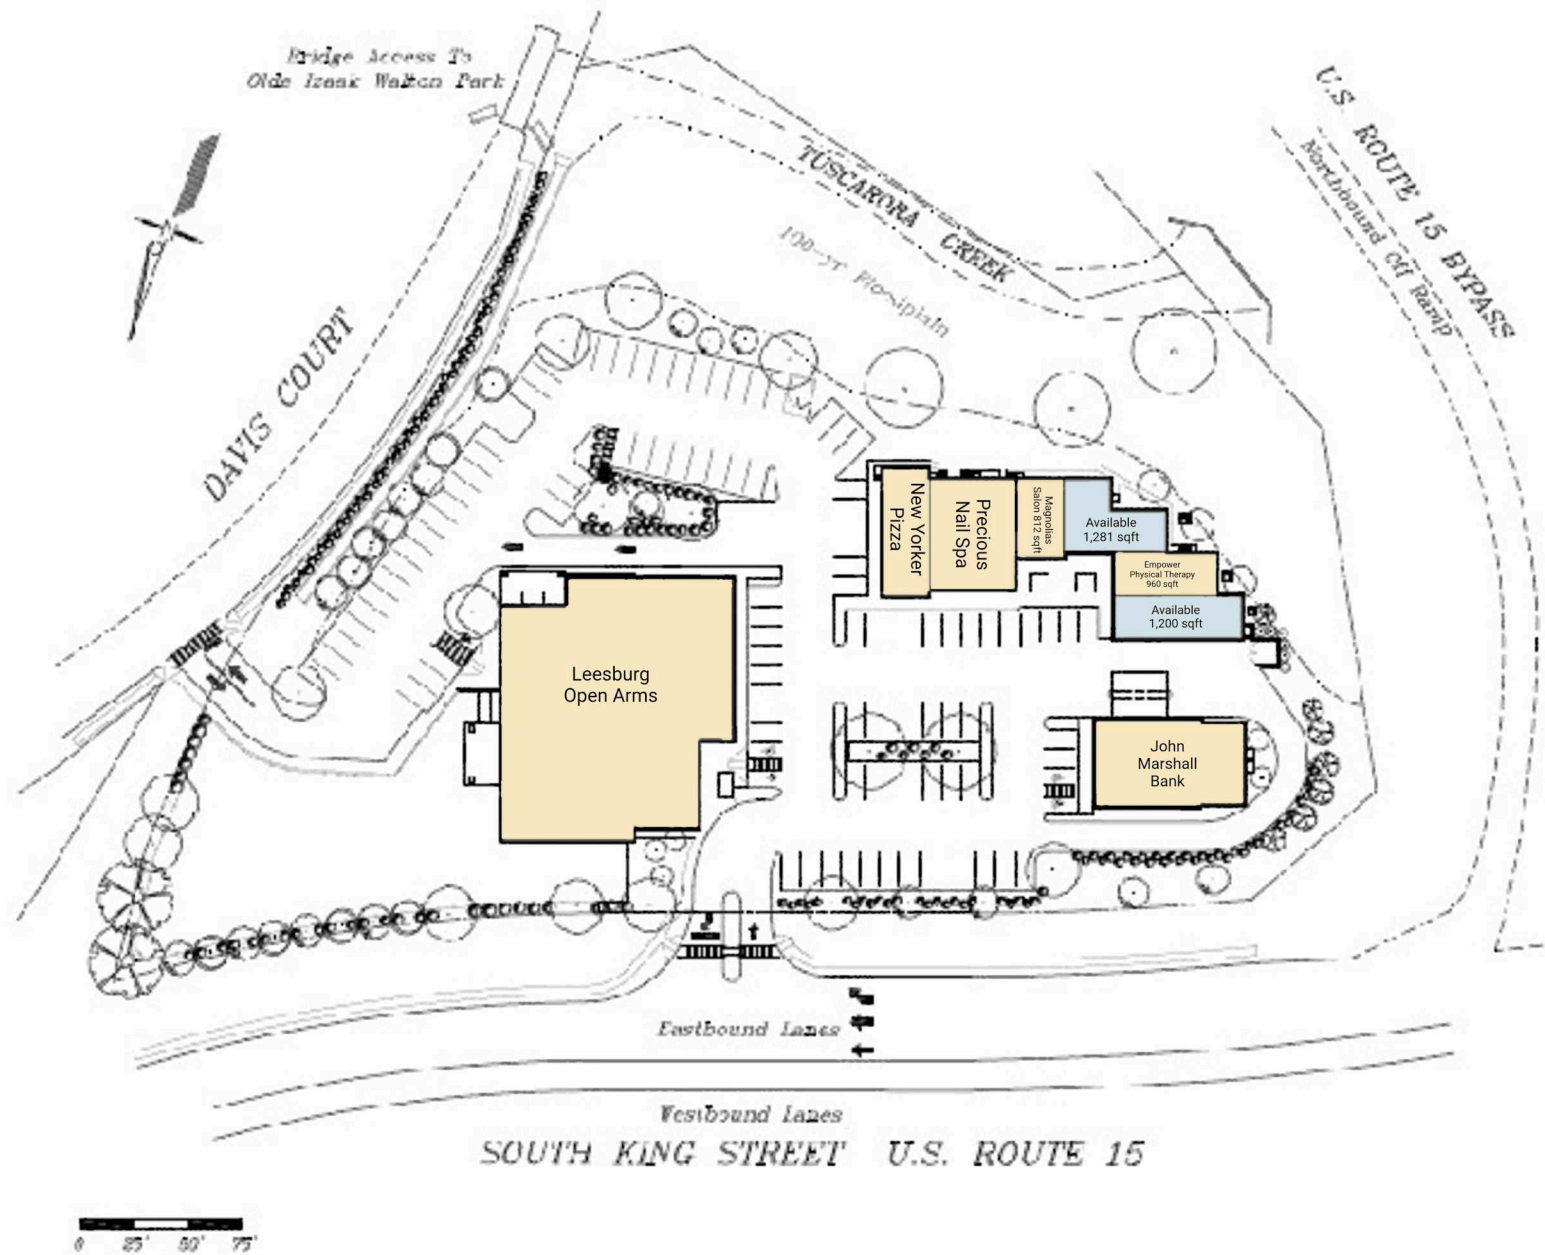 Bridge Access To
Olde Izaak Walton Park
U.S. ROUTE 15 BYPASS
Northbound Off Ramp
TUSCARORA CREEK
100-yr Floodplain
DAVIS COURT
New Yorker
Pizza
Precious
Nail Spa
Magnolias
Salon 812 sqft
Available
1,281 sqft
Empower
Physical Therapy
960 sqft
Available
1,200 sqft
Leesburg
Open Arms
John
Marshall
Bank
Eastbound Lanes
Westbound Lanes
SOUTH KING STREET U.S. ROUTE 15
0 25' 50' 75'